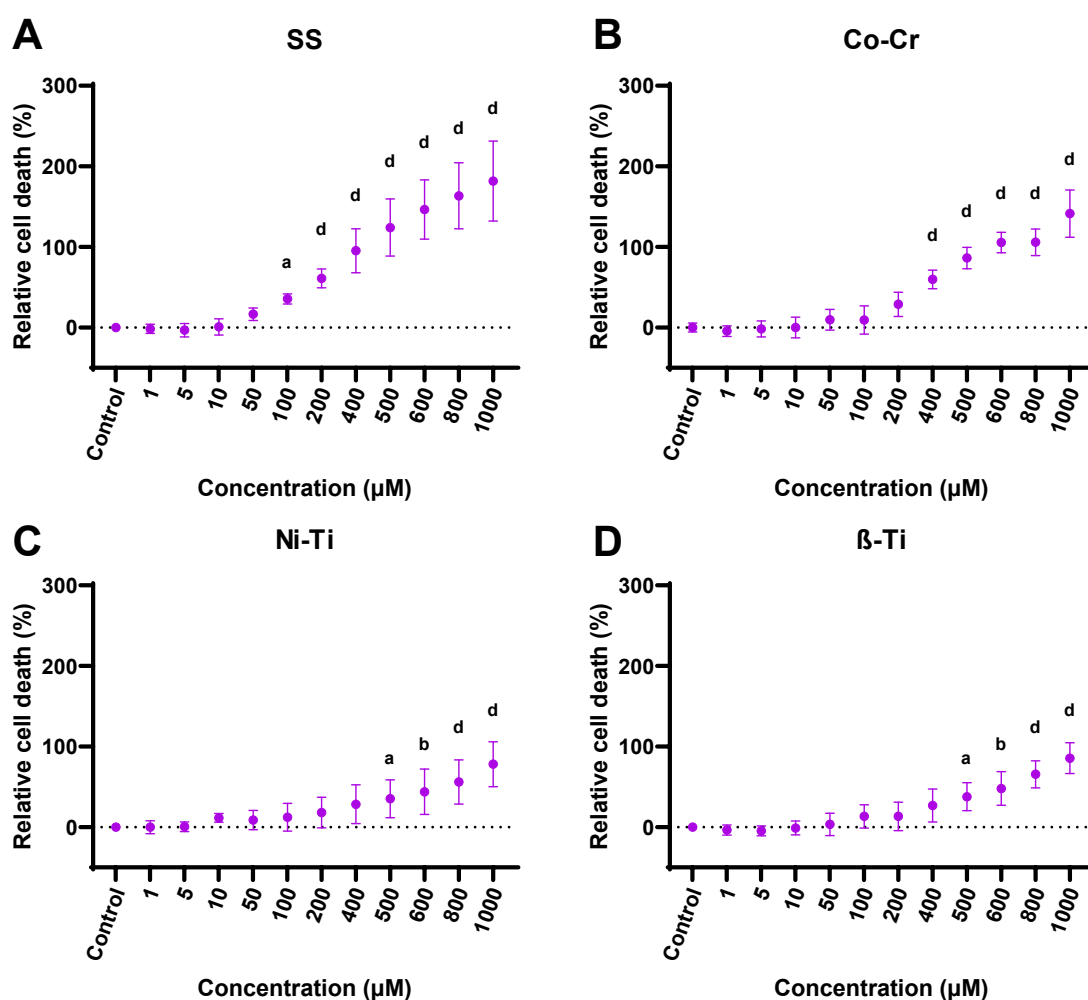 A
SS
Relative cell death (%)
300
200
100
0
a
d
d
d
d
d
d
Control
1
5
10
50
100
200
400
500
600
800
1000
Concentration (µM)
B
Co-Cr
Relative cell death (%)
300
200
100
0
d
d
d
d
d
Control
1
5
10
50
100
200
400
500
600
800
1000
Concentration (µM)
C
Ni-Ti
Relative cell death (%)
300
200
100
0
a
b
d
d
Control
1
5
10
50
100
200
400
500
600
800
1000
Concentration (µM)
D
ß-Ti
Relative cell death (%)
300
200
100
0
a
b
d
d
Control
1
5
10
50
100
200
400
500
600
800
1000
Concentration (µM)